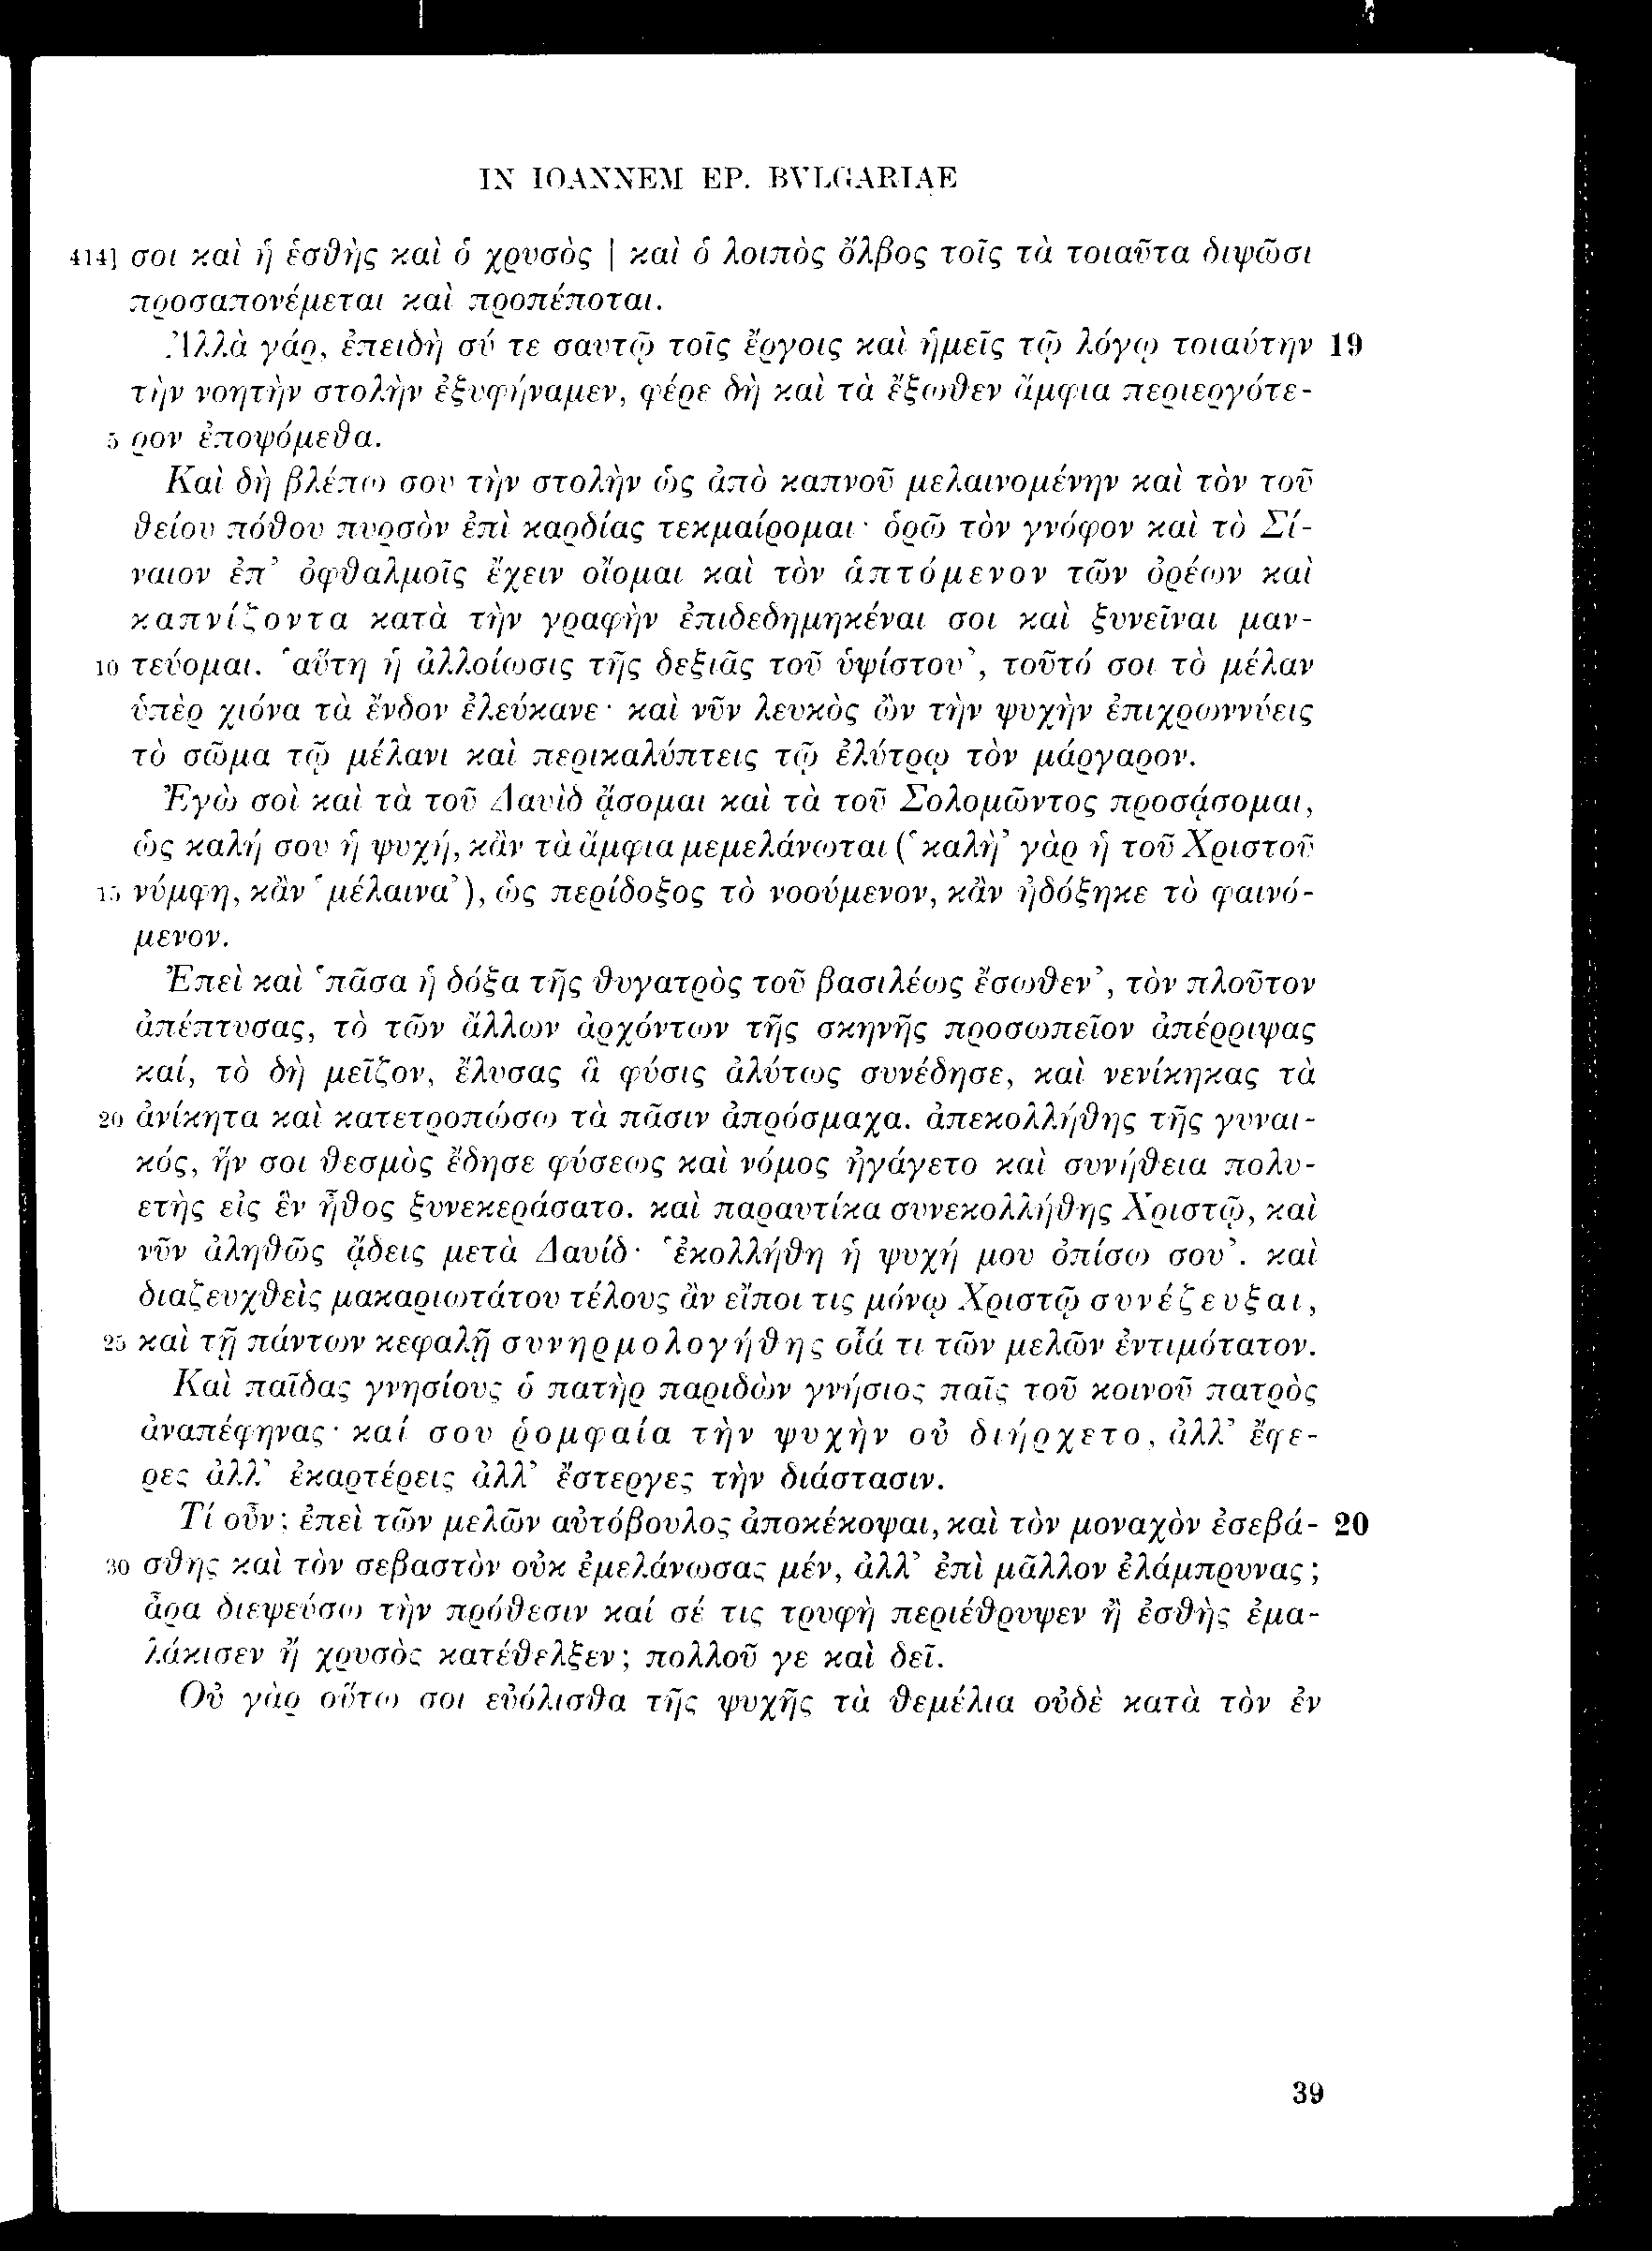 IN IOANNEM EP. BVLGARIAE
414] σοι καὶ ἡ ἐσθὴς καὶ ὁ χρυσὸς | καὶ ὁ λοιπὸς ὄλβος τοῖς τὰ τοιαῦτα διψῶσι
προσαπονέμεται καὶ προπέποται.
Ἀλλὰ γάρ, ἐπειδὴ σύ τε σαυτῷ τοῖς ἔργοις καὶ ἡμεῖς τῷ λόγῳ τοιαύτην 19
τὴν νοητὴν στολὴν ἐξυφήναμεν, φέρε δὴ καὶ τὰ ἔξωθεν ἄμφια περιεργότε-
5 ρον ἐποψόμεθα.
Καὶ δὴ βλέπω σου τὴν στολὴν ὡς ἀπὸ καπνοῦ μελαινομένην καὶ τὸν τοῦ
θείου πόθου πυρσὸν ἐπὶ καρδίας τεκμαίρομαι· ὁρῶ τὸν γνόφον καὶ τὸ Σί-
ναιον ἐπ’ ὀφθαλμοῖς ἔχειν οἴομαι καὶ τὸν ἁπτόμενον τῶν ὀρέων καὶ
καπνίζοντα κατὰ τὴν γραφὴν ἐπιδεδημηκέναι σοι καὶ ξυνεῖναι μαν-
10 τεύομαι. ‘αὕτη ἡ ἀλλοίωσις τῆς δεξιᾶς τοῦ ὑψίστου’, τοῦτό σοι τὸ μέλαν
ὑπὲρ χιόνα τὰ ἔνδον ἐλεύκανε· καὶ νῦν λευκὸς ὢν τὴν ψυχὴν ἐπιχρωννύεις
τὸ σῶμα τῷ μέλανι καὶ περικαλύπτεις τῷ ἐλύτρῳ τὸν μάργαρον.
Ἐγὼ σοὶ καὶ τὰ τοῦ Δαυὶδ ᾄσομαι καὶ τὰ τοῦ Σολομῶντος προσᾴσομαι,
ὡς καλή σου ἡ ψυχή, κἂν τὰ ἄμφια μεμελάνωται (‘καλὴ’ γὰρ ἡ τοῦ Χριστοῦ
15 νύμφη, κἂν ‘μέλαινα’), ὡς περίδοξος τὸ νοούμενον, κἂν ἠδόξηκε τὸ φαινό-
μενον.
Ἐπεὶ καὶ ‘πᾶσα ἡ δόξα τῆς θυγατρὸς τοῦ βασιλέως ἔσωθεν’, τὸν πλοῦτον
ἀπέπτυσας, τὸ τῶν ἄλλων ἀρχόντων τῆς σκηνῆς προσωπεῖον ἀπέρριψας
καί, τὸ δὴ μεῖζον, ἔλυσας ἃ φύσις ἀλύτως συνέδησε, καὶ νενίκηκας τὰ
20 ἀνίκητα καὶ κατετροπώσω τὰ πᾶσιν ἀπρόσμαχα. ἀπεκολλήθης τῆς γυναι-
κός, ἥν σοι θεσμὸς ἔδησε φύσεως καὶ νόμος ἠγάγετο καὶ συνήθεια πολυ-
ετὴς εἰς ἓν ἦθος ξυνεκεράσατο. καὶ παραυτίκα συνεκολλήθης Χριστῷ, καὶ
νῦν ἀληθῶς ᾄδεις μετὰ Δαυίδ· ‘ἐκολλήθη ἡ ψυχή μου ὀπίσω σου’. καὶ
διαζευχθεὶς μακαριωτάτου τέλους ἂν εἴποι τις μόνῳ Χριστῷ συνέζευξαι,
25 καὶ τῇ πάντων κεφαλῇ συνηρμολογήθης οἷά τι τῶν μελῶν ἐντιμότατον.
Καὶ παῖδας γνησίους ὁ πατὴρ παριδὼν γνήσιος παῖς τοῦ κοινοῦ πατρὸς
ἀναπέφηνας· καί σου ῥομφαία τὴν ψυχὴν οὐ διήρχετο, ἀλλ’ ἔφε-
ρες ἀλλ’ ἐκαρτέρεις ἀλλ’ ἔστεργες τὴν διάστασιν.
Τί οὖν; ἐπεὶ τῶν μελῶν αὐτόβουλος ἀποκέκοψαι, καὶ τὸν μοναχὸν ἐσεβά- 20
30 σθης καὶ τὸν σεβαστὸν οὐκ ἐμελάνωσας μέν, ἀλλ’ ἐπὶ μᾶλλον ἐλάμπρυνας;
ἆρα διεψεύσω τὴν πρόθεσιν καί σέ τις τρυφὴ περιέθρυψεν ἢ ἐσθὴς ἐμα-
λάκισεν ἢ χρυσὸς κατέθελξεν; πολλοῦ γε καὶ δεῖ.
Οὐ γὰρ οὕτω σοι εὐόλισθα τῆς ψυχῆς τὰ θεμέλια οὐδὲ κατὰ τὸν ἐν
39